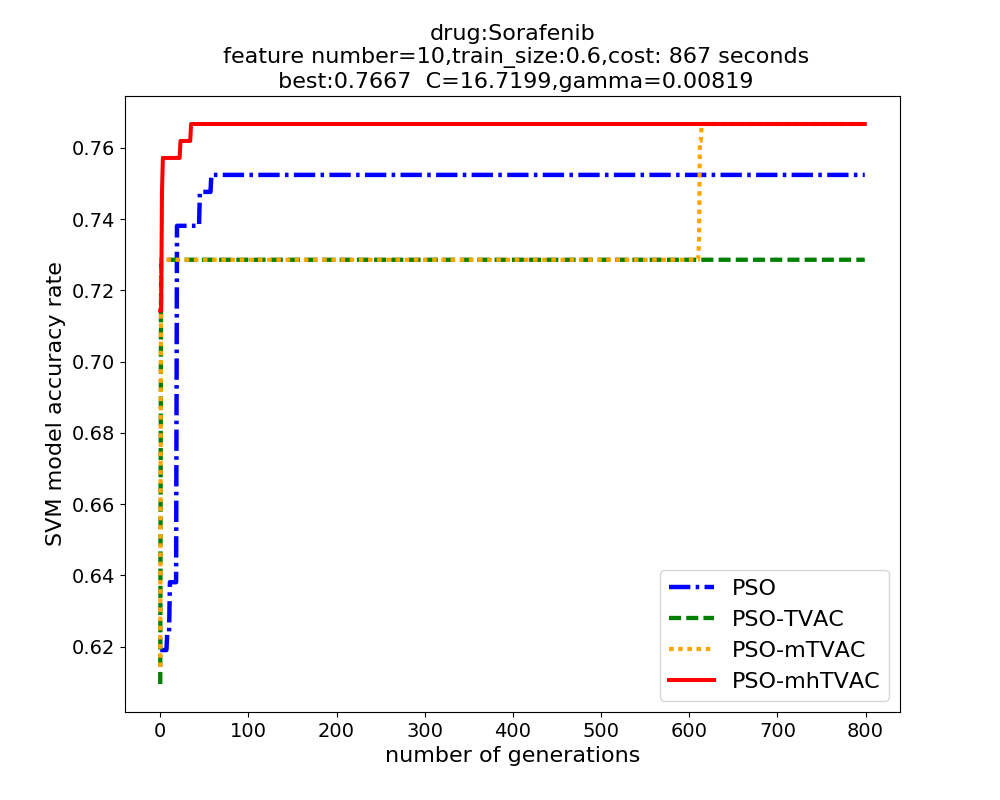 drug:Sorafenib
feature number=10,train_size:0.6,cost: 867 seconds
best:0.7667  C=16.7199,gamma=0.00819
SVM model accuracy rate
0.76
0.74
0.72
0.70
0.68
0.66
0.64
0.62
PSO
PSO-TVAC
PSO-mTVAC
PSO-mhTVAC
0 100 200 300 400 500 600 700 800
number of generations